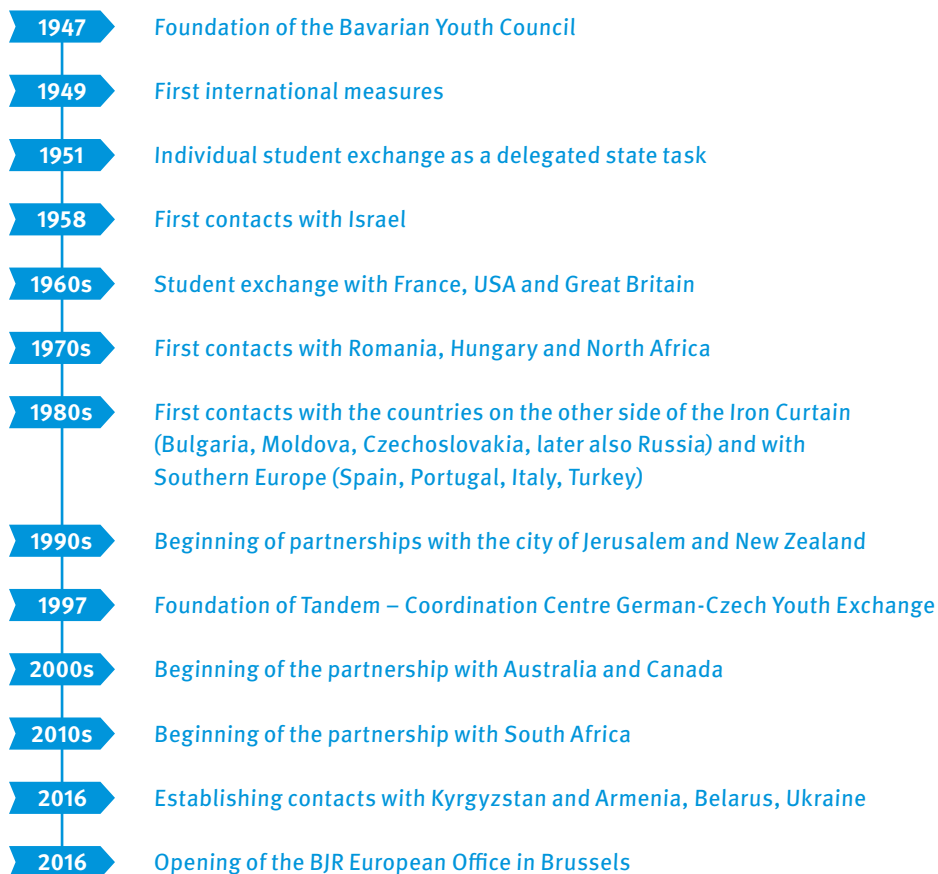 1947 Foundation of the Bavarian Youth Council
1949 First international measures
1951 Individual student exchange as a delegated state task
1958 First contacts with Israel
1960s Student exchange with France, USA and Great Britain
1970s First contacts with Romania, Hungary and North Africa
1980s First contacts with the countries on the other side of the Iron Curtain
(Bulgaria, Moldova, Czechoslovakia, later also Russia) and with
Southern Europe (Spain, Portugal, Italy, Turkey)
1990s Beginning of partnerships with the city of Jerusalem and New Zealand
1997 Foundation of Tandem – Coordination Centre German-Czech Youth Exchange
2000s Beginning of the partnership with Australia and Canada
2010s Beginning of the partnership with South Africa
2016 Establishing contacts with Kyrgyzstan and Armenia, Belarus, Ukraine
2016 Opening of the BJR European Office in Brussels